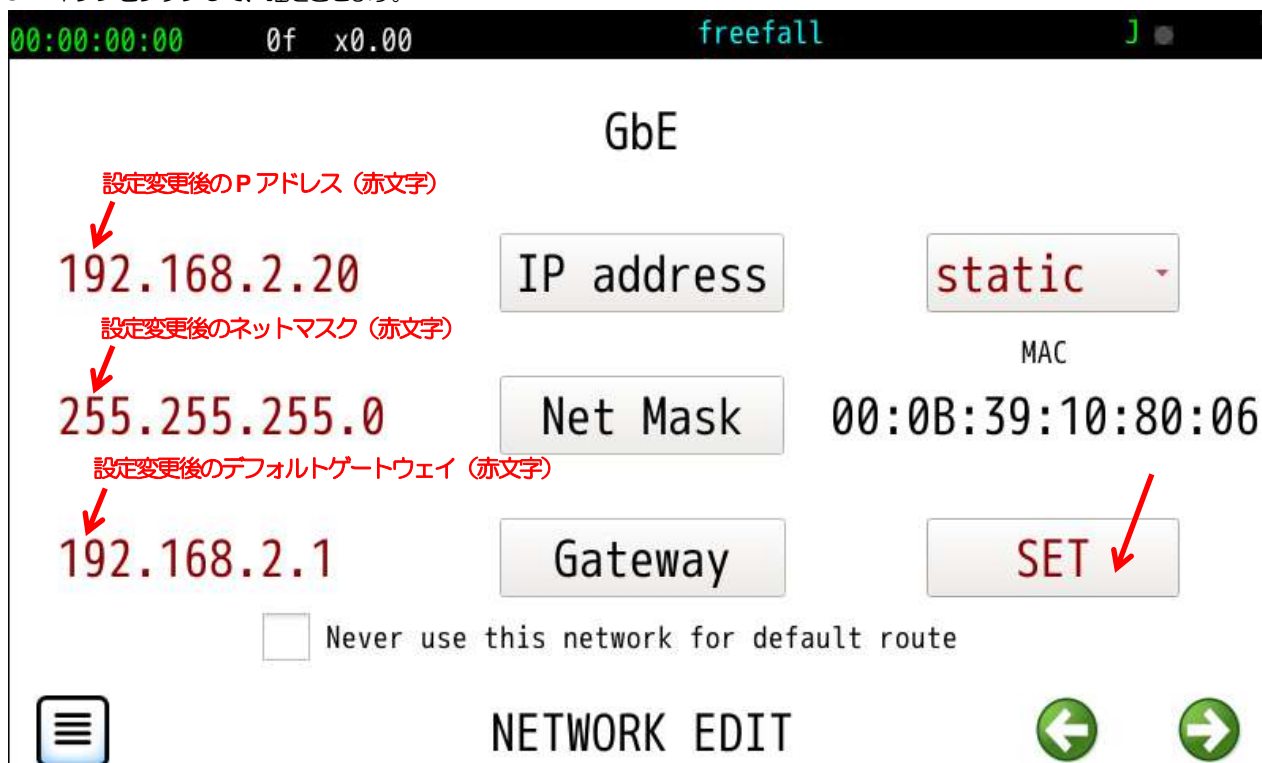 00:00:00:00 0f x0.00 freefall J
GbE
設定変更後の P アドレス（赤文字）
192.168.2.20 IP address static
設定変更後のネットマスク（赤文字）
MAC
255.255.255.0 Net Mask 00:0B:39:10:80:06
設定変更後のデフォルトゲートウェイ（赤文字）
192.168.2.1 Gateway SET
Never use this network for default route
NETWORK EDIT